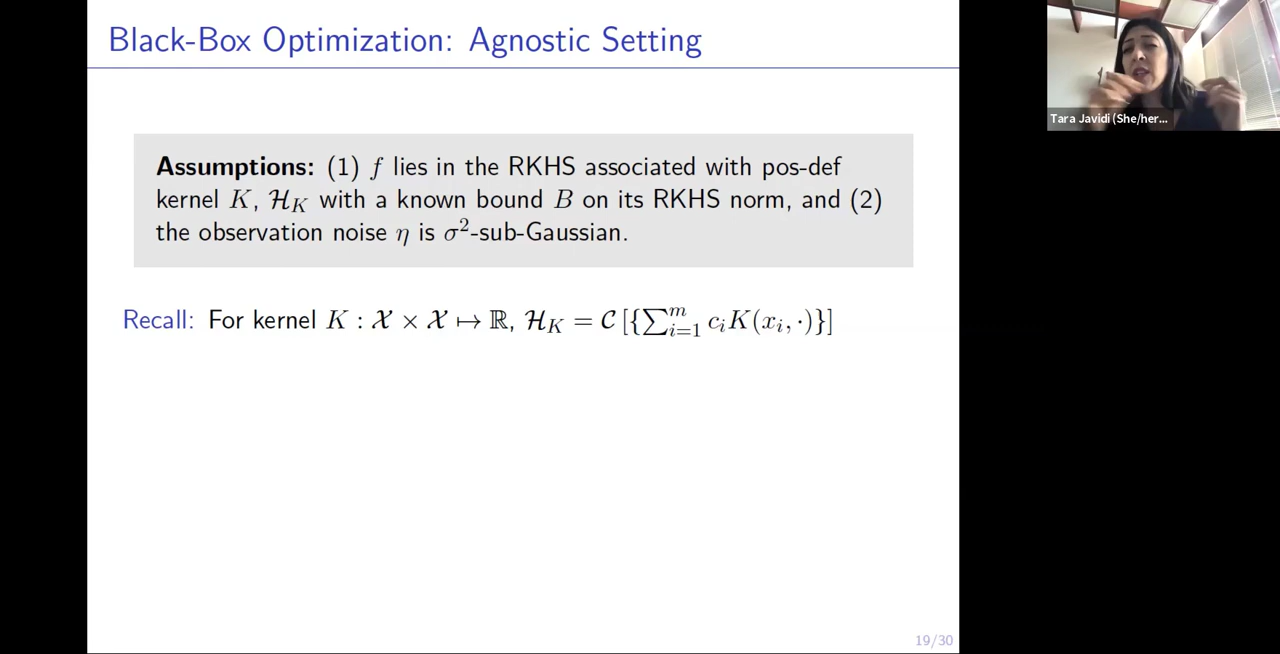 Black-Box Optimization: Agnostic Setting
Tara Javidi (She/her...
Assumptions: (1) f lies in the RKHS associated with pos-def
kernel K, ℋ_K with a known bound B on its RKHS norm, and (2)
the observation noise η is σ²-sub-Gaussian.
Recall: For kernel K : 𝒳 × 𝒳 ↦ ℝ, ℋ_K = 𝒞 [{∑_{i=1}^m c_i K(x_i, ·)}]
19/30